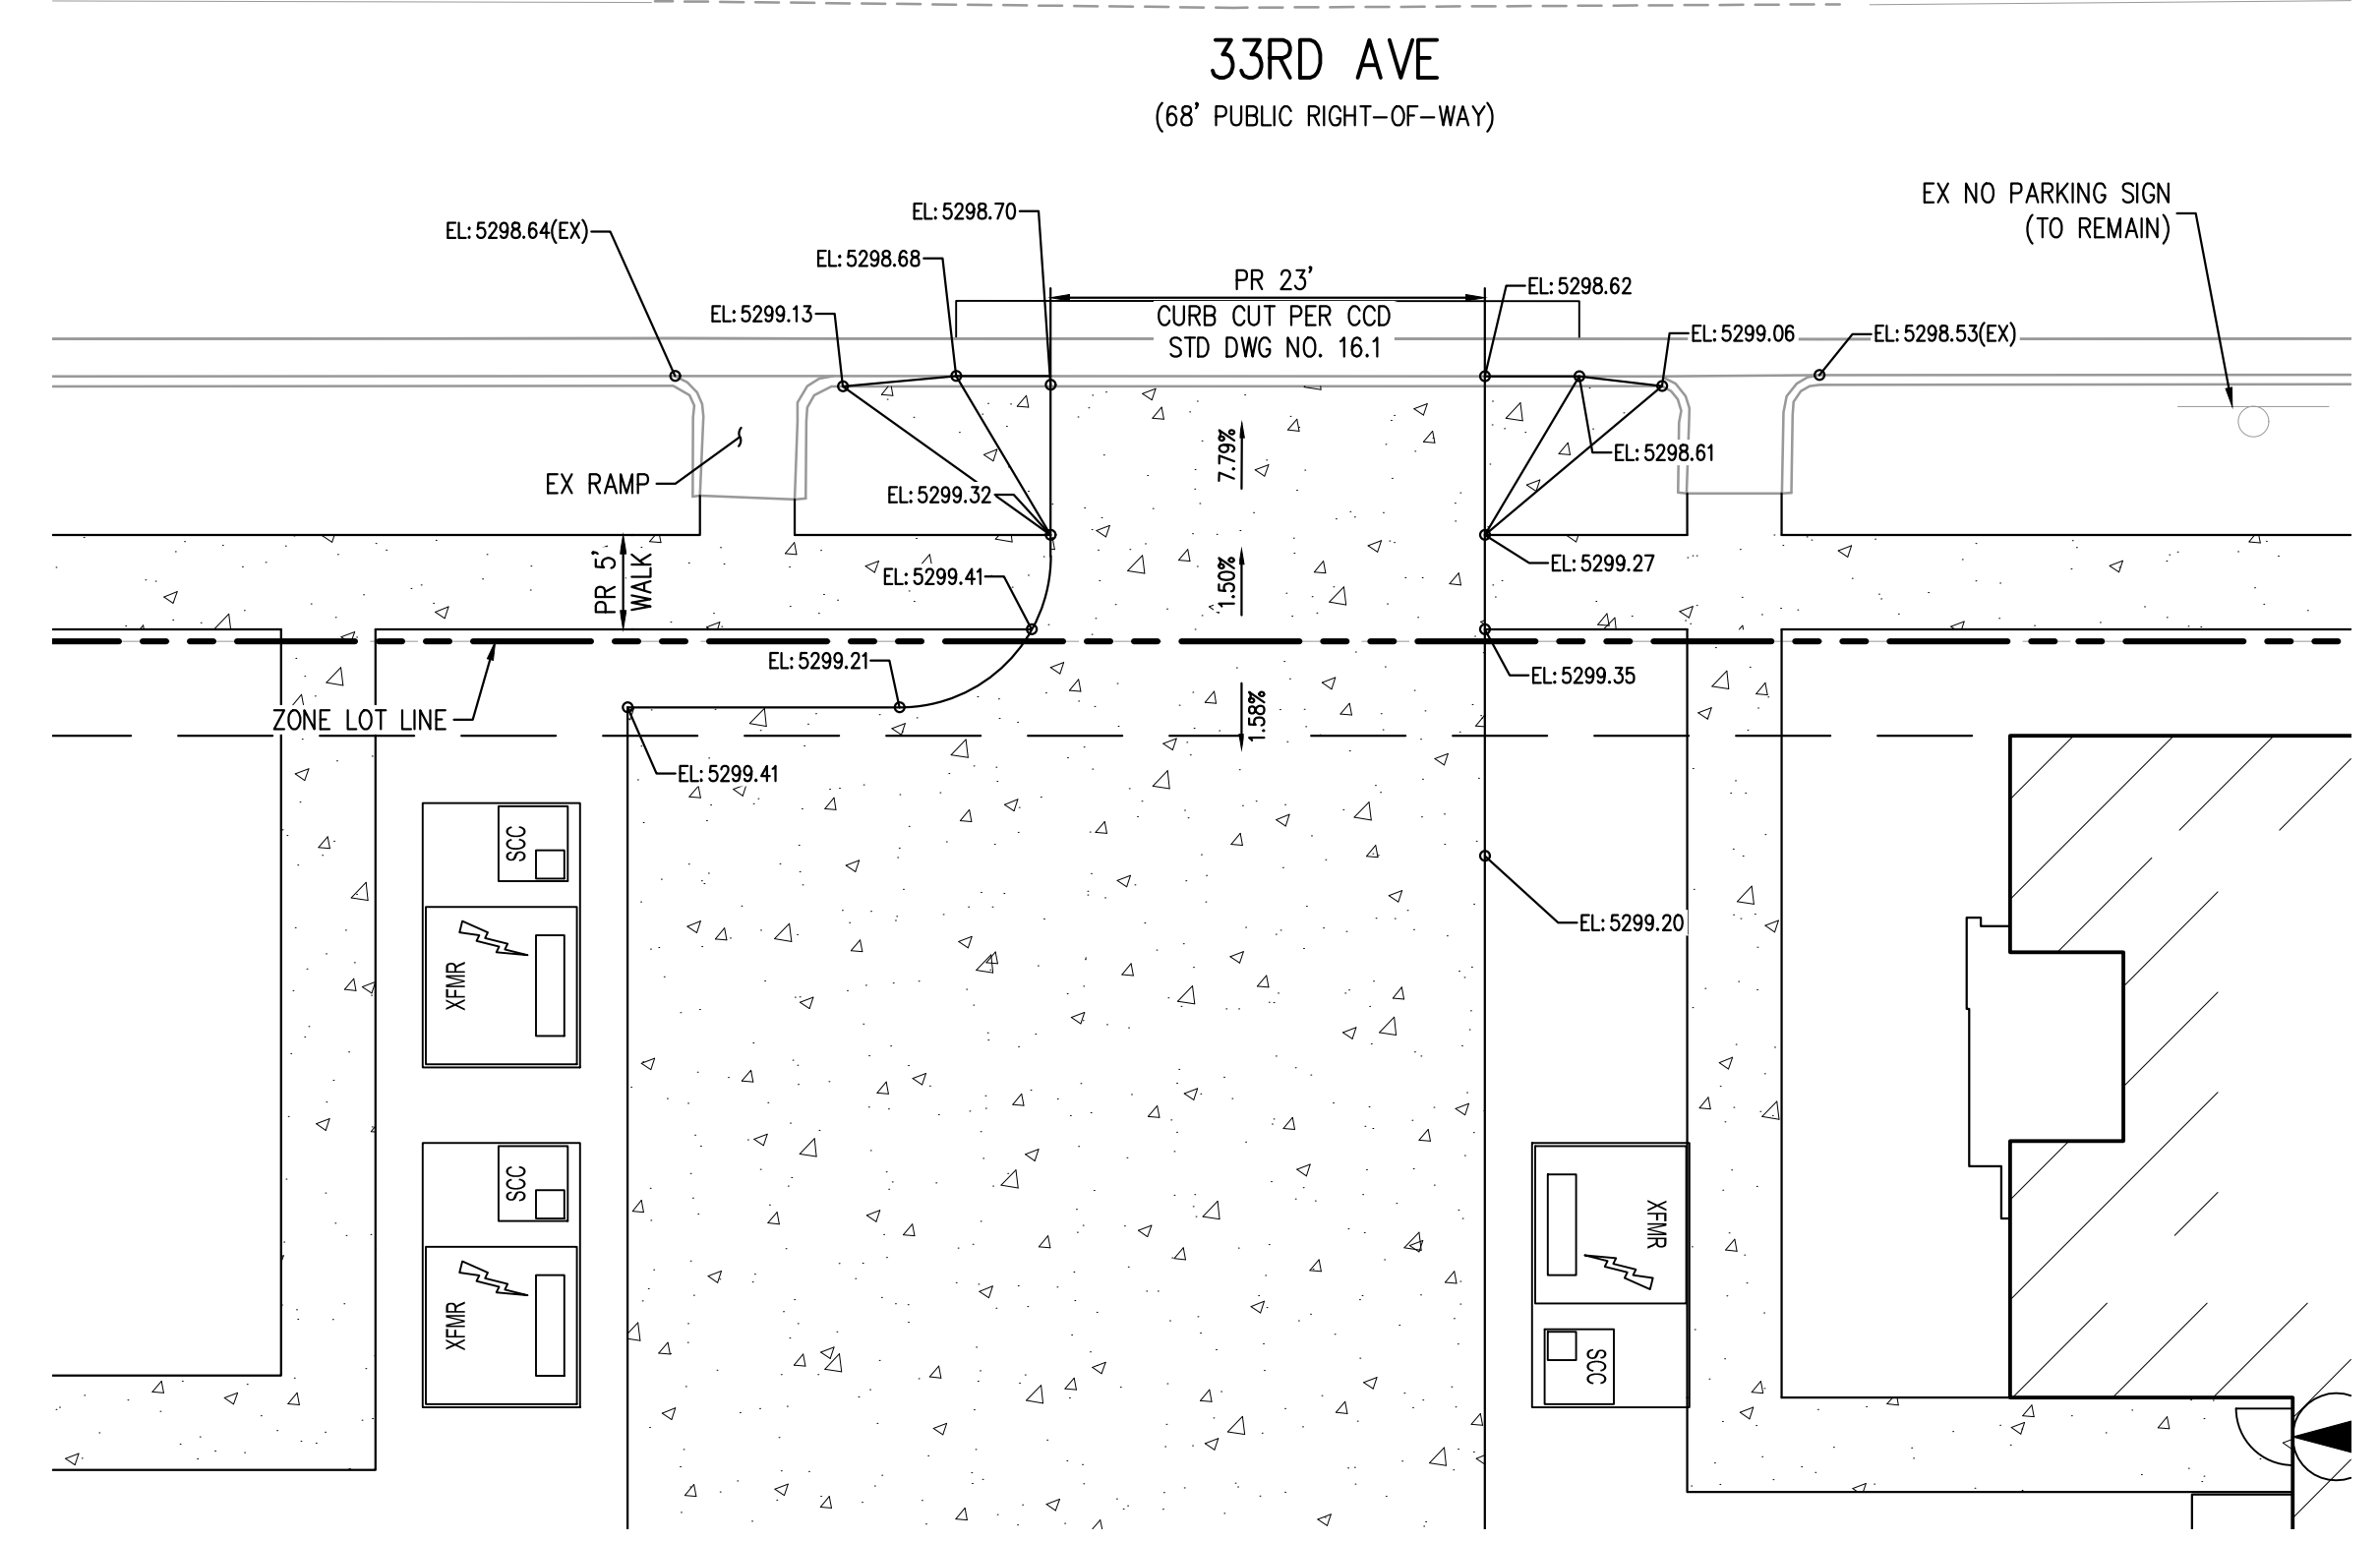 33RD AVE
(68' PUBLIC RIGHT-OF-WAY)
EX NO PARKING SIGN
(TO REMAIN)
EL: 5298.70
EL: 5298.64(EX)
EL: 5298.68
PR 23'
EL: 5298.62
EL: 5299.13
CURB CUT PER CCD
STD DWG NO. 16.1
EL: 5299.06
EL: 5298.53(EX)
7.79%
EL: 5298.61
EX RAMP
EL: 5299.32
PR 5'
WALK
EL: 5299.41
1.50%
EL: 5299.27
EL: 5299.21
EL: 5299.35
ZONE LOT LINE
1.58%
EL: 5299.41
SCC
EL: 5299.20
XFMR
SCC
XFMR
XFMR
SCC